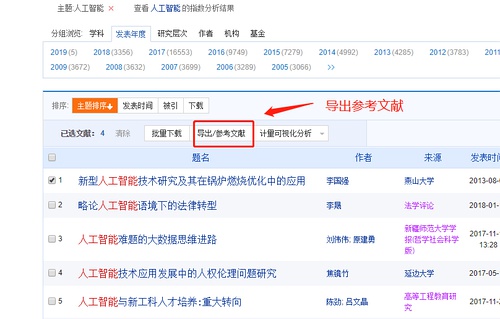 主题:人工智能 × 查看 人工智能 的指数分析结果
分组浏览: 学科 发表年度 研究层次 作者 机构 基金
2019(5) 2018(3356) 2017(16553) 2016(9749) 2015(7279) 2014(4992) 2013(4285) 2012(3783) 2011
2009(3672) 2008(3632) 2007(3699) 2006(3289) 2005(3066) >>
排序: 主题排序↓ 发表时间 被引 下载
导出参考文献
已选文献: 4 清除 批量下载 导出/参考文献 计量可视化分析
题名 作者 来源 发表时间
1 新型人工智能技术研究及其在锅炉燃烧优化中的应用 李国强 燕山大学 2013-08-
2 略论人工智能语境下的法律转型 李晟 法学评论 2018-01-
3 人工智能难题的大数据思维进路 刘伟伟; 原建勇 新疆师范大学学报(哲学社会科学版) 2017-11- 13:28
4 人工智能技术应用发展中的人权伦理问题研究 焦镜竹 延边大学 2017-05-
5 人工智能与新工科人才培养:重大转向 陈劲; 吕文晶 高等工程教育研究 2017-11-